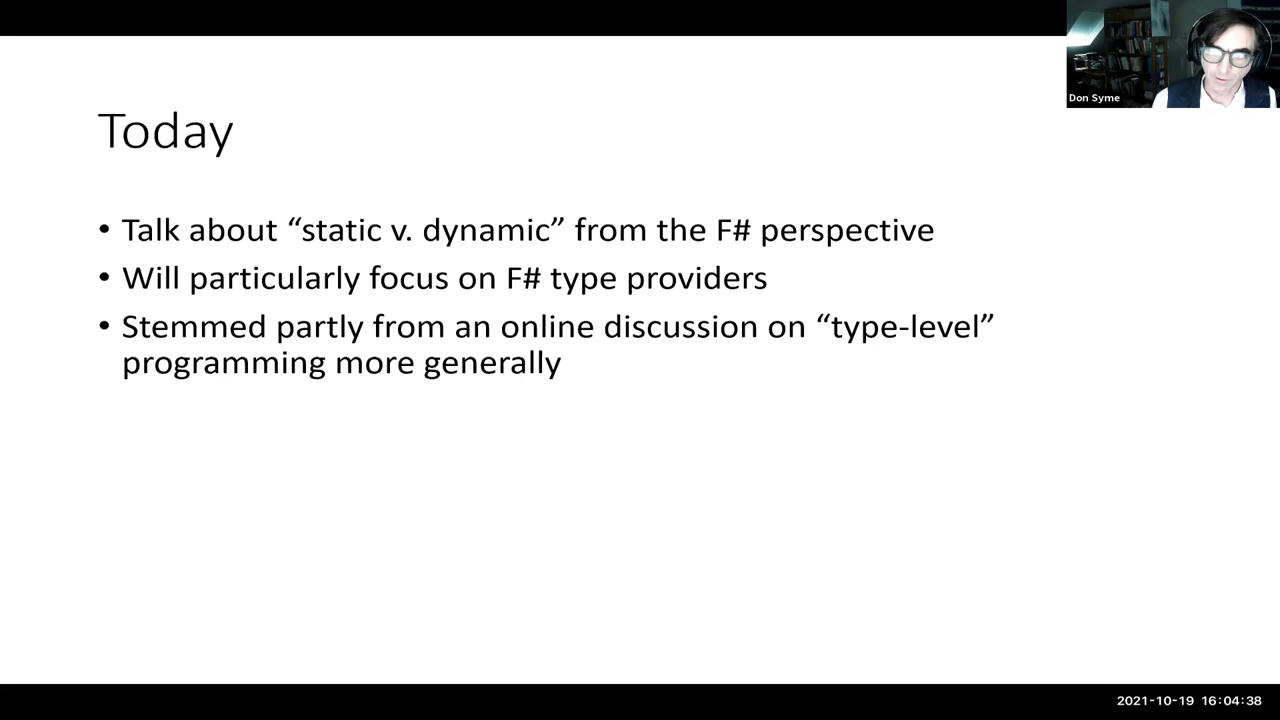 Don Syme
Today
• Talk about “static v. dynamic” from the F# perspective
• Will particularly focus on F# type providers
• Stemmed partly from an online discussion on “type-level”
programming more generally
2021-10-19 16:04:38